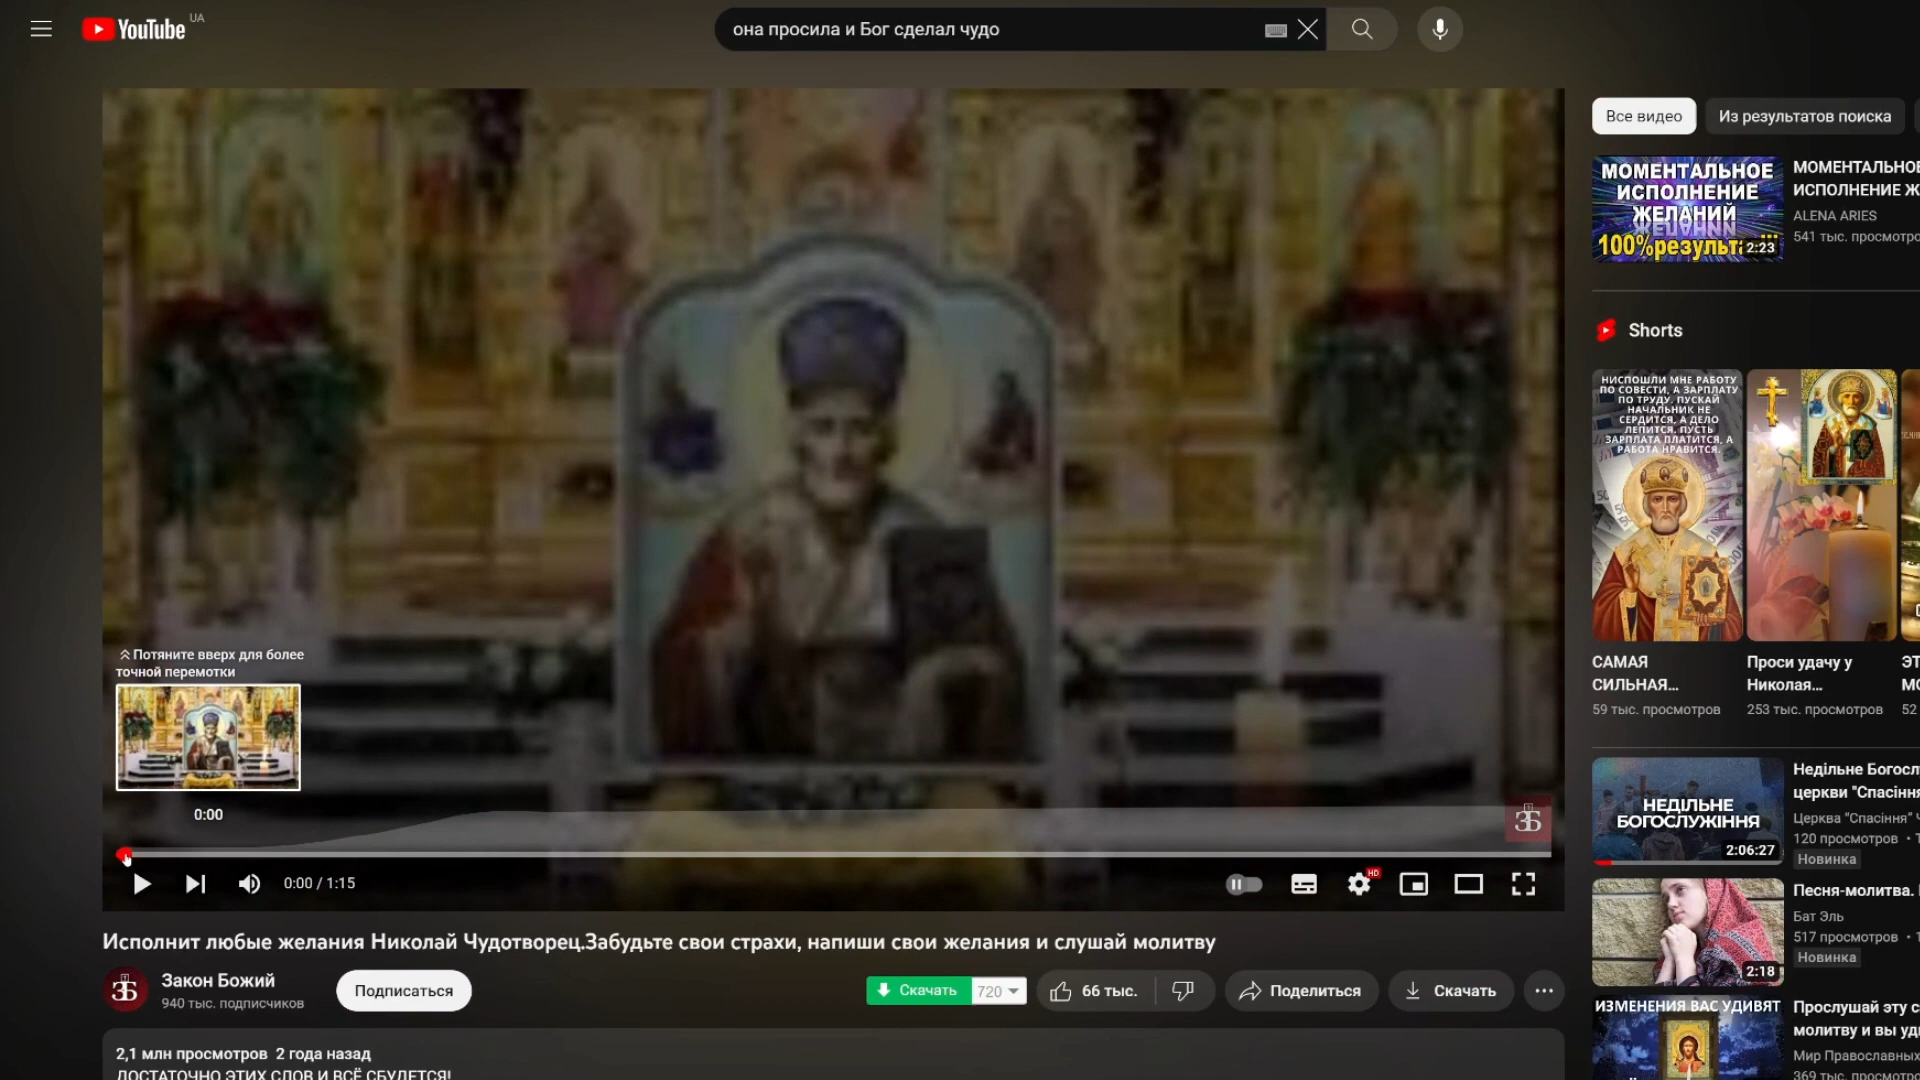 YouTube UA
она просила и Бог сделал чудо
Все видео
Из результатов поиска
МОМЕНТАЛЬНОЕ
ИСПОЛНЕНИЕ
ЖЕЛАНИЙ
2:23
МОМЕНТАЛЬНОЕ
ИСПОЛНЕНИЕ
ALENA ARIES
541 тыс.
Shorts
НИСПОШЛИ МНЕ РАБОТУ
ПО СОВЕСТИ, А ЗАРПЛАТУ
ПО ТРУДУ. ПУСКАЙ
НАЧАЛЬНИК НЕ
СЕРДИТСЯ, А ДЕЛО
ЛЕПИТСЯ. ПУСТЬ
ЗАРПЛАТА ПЛАТИТСЯ, А
РАБОТА НРАВИТСЯ.
САМАЯ
СИЛЬНАЯ...
59 тыс. просмотров
Проси удачу у
Николая...
253 тыс. просмотров
52
Потяните вверх для более
точной перемотки
0:00
ЗБ
0:00 / 1:15
HD
Исполнит любые желания Николай Чудотворец.Забудьте свои страхи, напиши свои желания и слушай молитву
ЗБ
Закон Божий
940 тыс. подписчиков
Подписаться
Скачать
720
66 тыс.
Поделиться
Скачать
2,1 млн просмотров 2 года назад
ДОСТАТОЧНО ЭТИХ СЛОВ И ВСЁ СБУДЕТСЯ!
НЕДІЛЬНЕ
БОГОСЛУЖІННЯ
2:06:27
Недільне
церкви "Спасіння
Церква "Спасіння"
120 просмотров
Новинка
2:18
Песня-молитва.
Бат Эль
517 просмотров
Новинка
ИЗМЕНЕНИЯ ВАС УДИВЯТ
Прослушай эту
молитву и вы
Мир Православных
369 тыс.